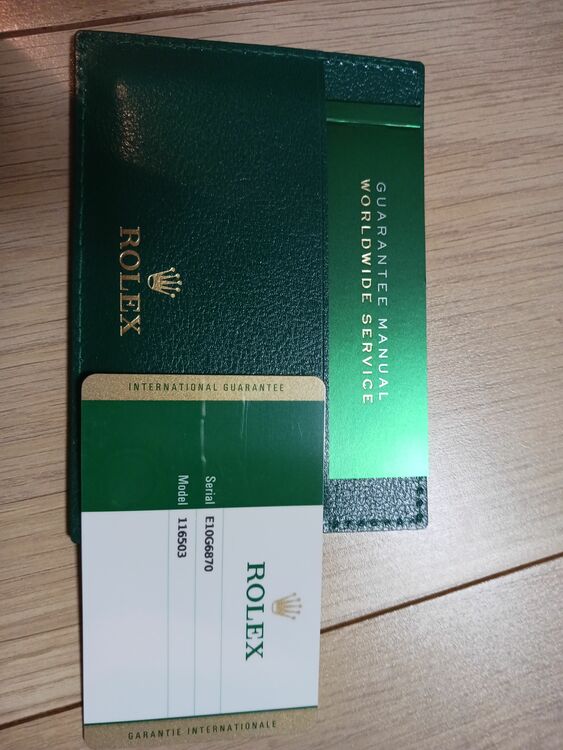 ROLEX
GUARANTEE MANUAL
WORLDWIDE SERVICE
INTERNATIONAL GUARANTEE
ROLEX
Serial E10G6870
Model 116503
GARANTIE INTERNATIONALE